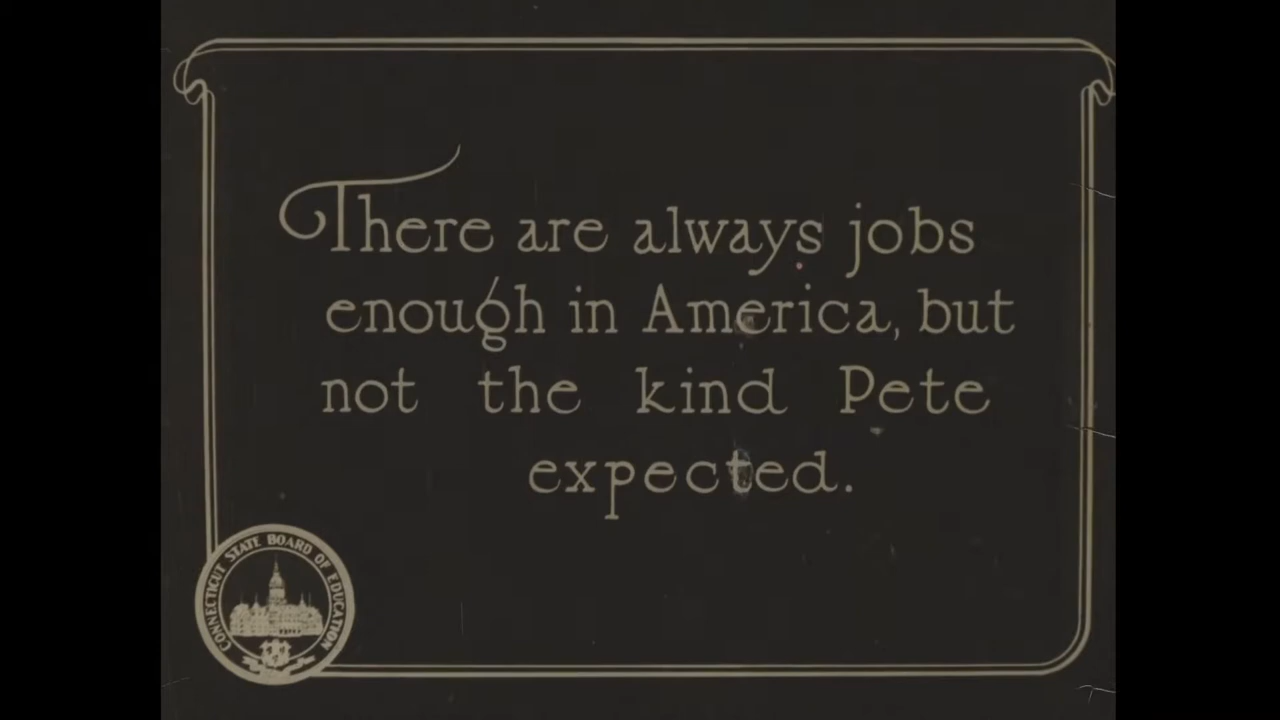 There are always jobs
enough in America, but
not the kind Pete
expected.
CONNECTICUT STATE BOARD OF EDUCATION